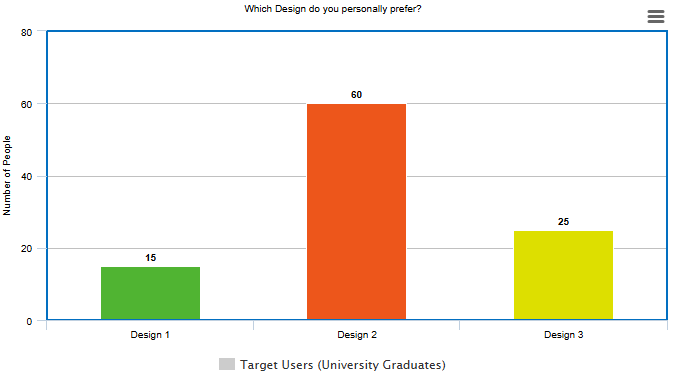 Which Design do you personally prefer?
80
60
40
20
0
Number of People
15
60
25
Design 1
Design 2
Design 3
Target Users (University Graduates)